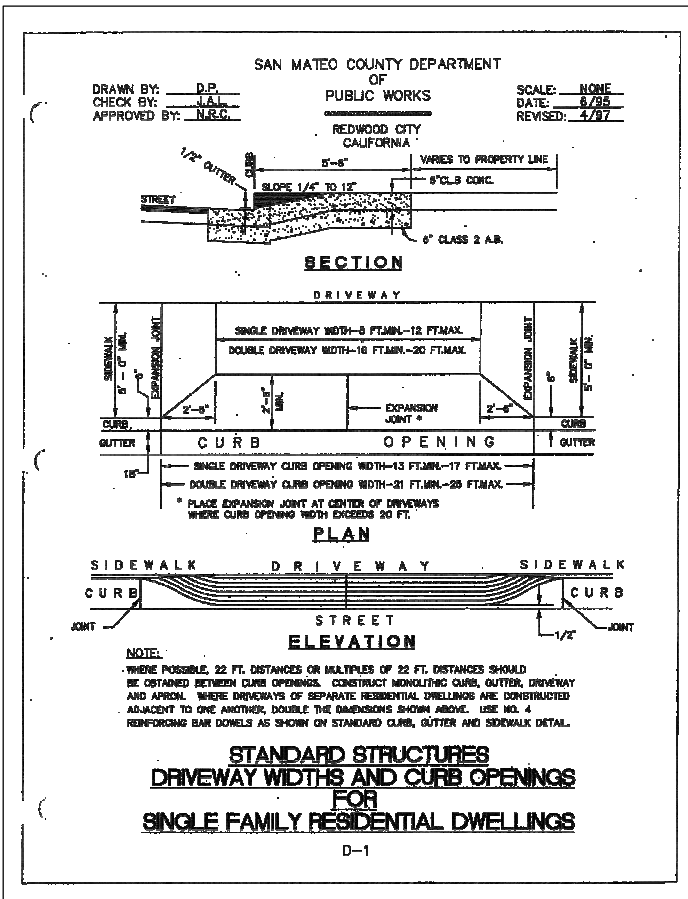 SAN MATEO COUNTY DEPARTMENT
OF
PUBLIC WORKS
DRAWN BY: D.P.
CHECK BY: J.A.L.
APPROVED BY: N.R.C.
SCALE: NONE
DATE: 6/95
REVISED: 4/97
REDWOOD CITY
CALIFORNIA
1/2" GUTTER
CURB
5'-6"
VARIES TO PROPERTY LINE
SLOPE 1/4" TO 12"
6"CL.B CONC.
STREET
6" CLASS 2 A.B.
SECTION
DRIVEWAY
SIDEWALK
5'-0" MIN.
EXPANSION JOINT
6"
SINGLE DRIVEWAY WIDTH-8 FT.MIN.-12 FT.MAX.
DOUBLE DRIVEWAY WIDTH-16 FT.MIN.-20 FT.MAX.
EXPANSION JOINT
6"
SIDEWALK
5'-0" MIN.
2'-6"
2'-6"
MIN.
EXPANSION
JOINT *
2'-6"
CURB
CURB
GUTTER
CURB OPENING
GUTTER
18"
SINGLE DRIVEWAY CURB OPENING WIDTH-13 FT.MIN.-17 FT.MAX.
DOUBLE DRIVEWAY CURB OPENING WIDTH-21 FT.MIN.-25 FT.MAX.
* PLACE EXPANSION JOINT AT CENTER OF DRIVEWAYS
WHERE CURB OPENING WIDTH EXCEEDS 20 FT.
PLAN
SIDEWALK DRIVEWAY SIDEWALK
CURB CURB
STREET
JOINT
1/2"
JOINT
ELEVATION
NOTE:
WHERE POSSIBLE, 22 FT. DISTANCES OR MULTIPLES OF 22 FT. DISTANCES SHOULD
BE OBTAINED BETWEEN CURB OPENINGS. CONSTRUCT MONOLITHIC CURB, GUTTER, DRIVEWAY
AND APRON. WHERE DRIVEWAYS OF SEPARATE RESIDENTIAL DWELLINGS ARE CONSTRUCTED
ADJACENT TO ONE ANOTHER, DOUBLE THE DIMENSIONS SHOWN ABOVE. USE NO. 4
REINFORCING BAR DOWELS AS SHOWN ON STANDARD CURB, GUTTER AND SIDEWALK DETAIL.
STANDARD STRUCTURES
DRIVEWAY WIDTHS AND CURB OPENINGS
FOR
SINGLE FAMILY RESIDENTIAL DWELLINGS
D-1